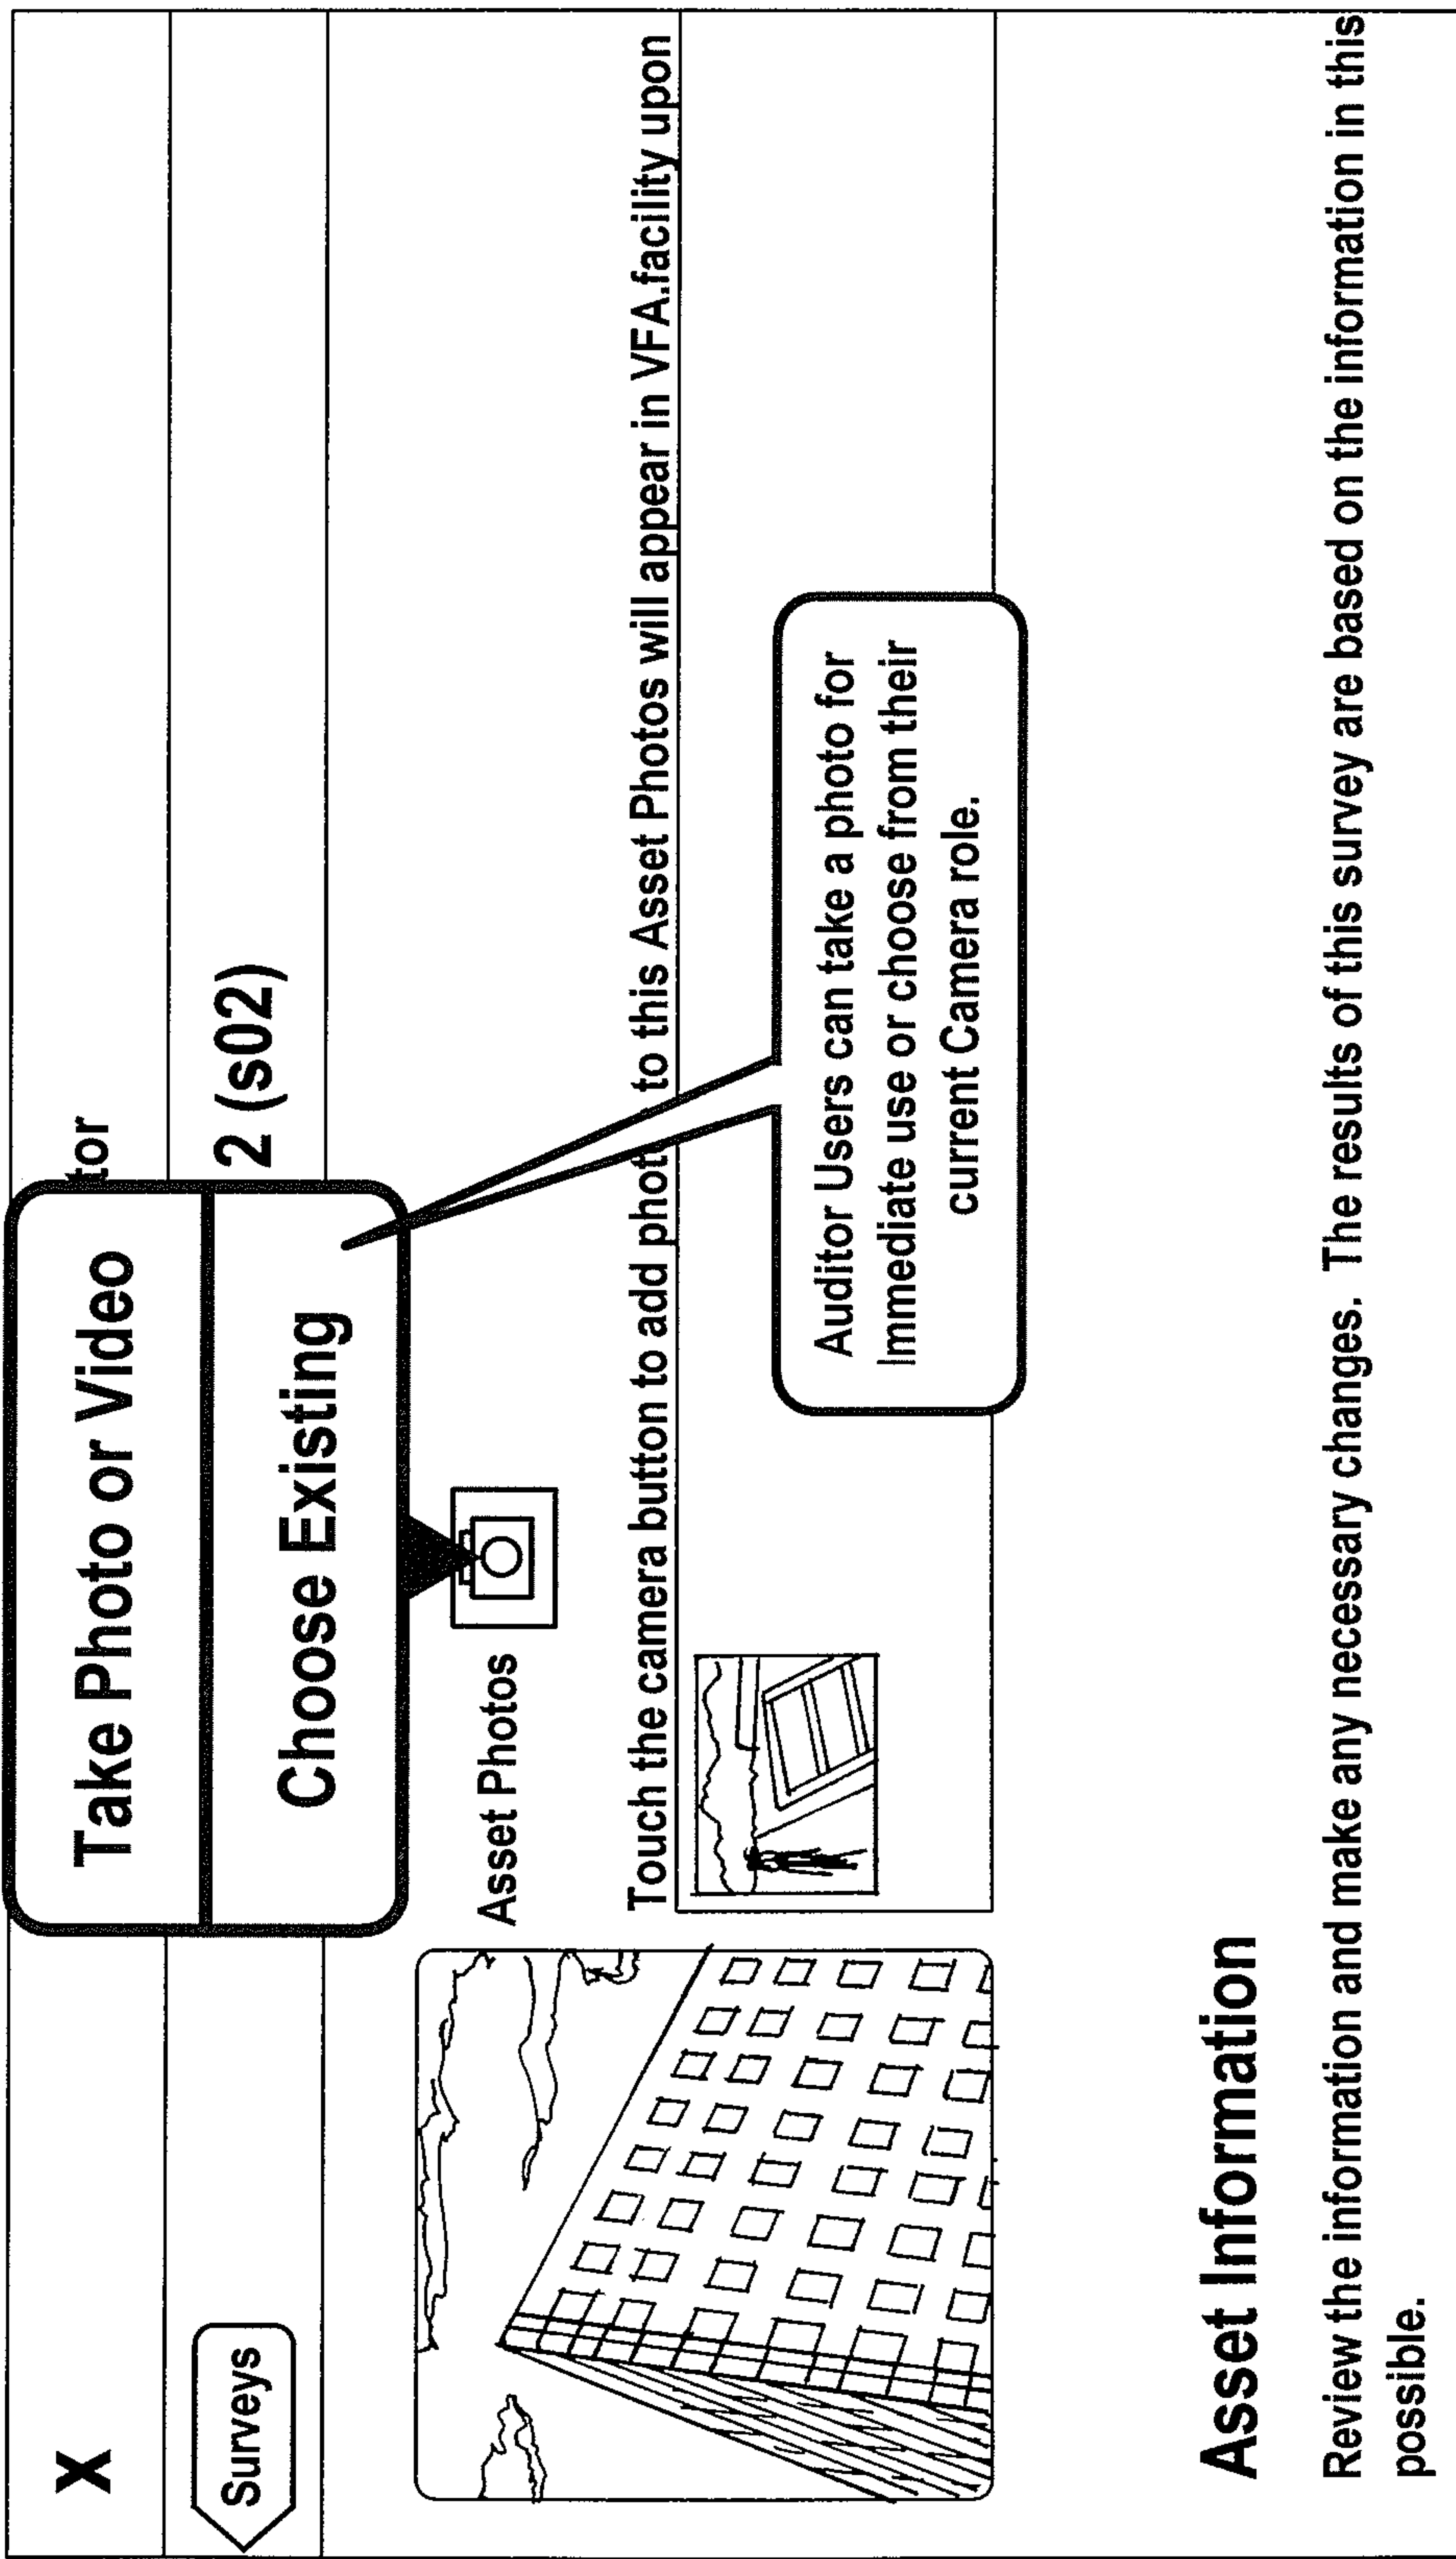 X
tor
Take Photo or Video
Surveys
2 (s02)
Choose Existing
Asset Photos
Touch the camera button to add phot to this Asset Photos will appear in VFA.facility upon
Auditor Users can take a photo for
Immediate use or choose from their
current Camera role.
Asset Information
Review the information and make any necessary changes. The results of this survey are based on the information in this
possible.